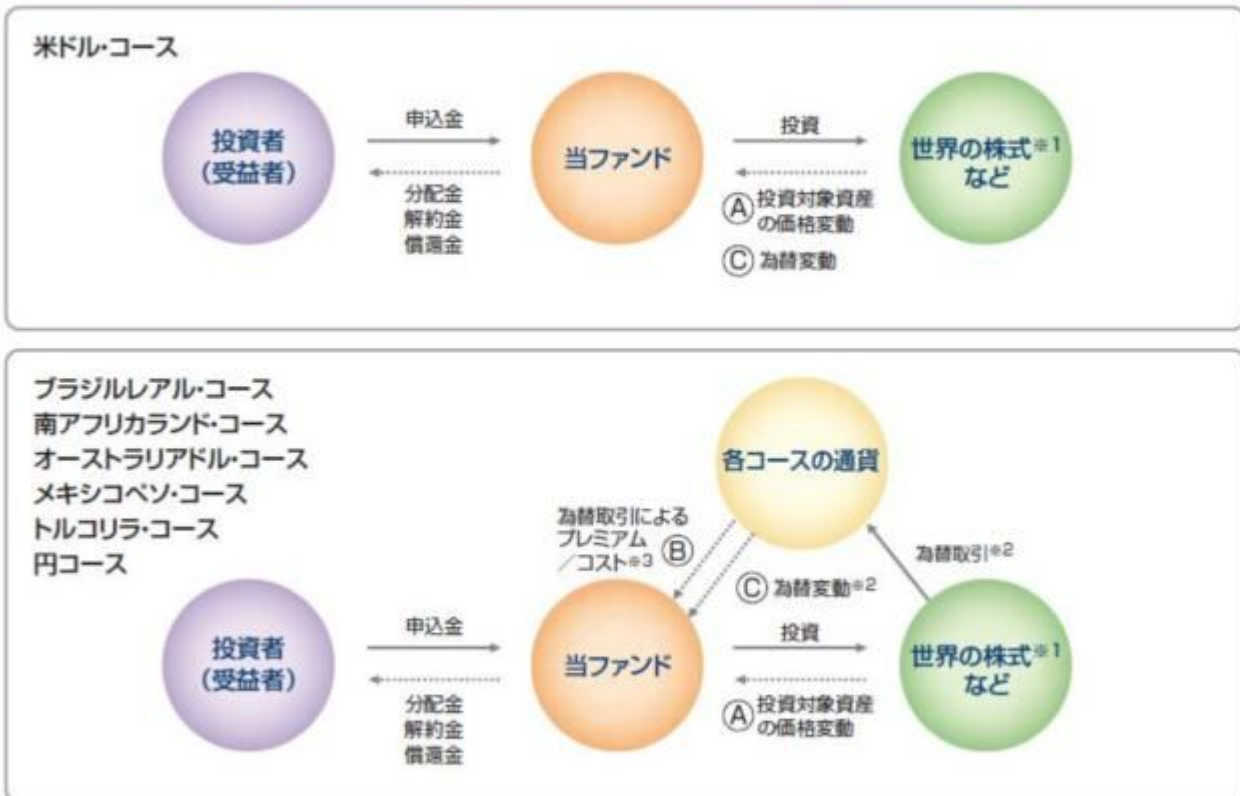 米ドル・コース
投資者
（受益者）
申込金
分配金
解約金
償還金
当ファンド
投資
Ⓐ 投資対象資産
の価格変動
Ⓒ 為替変動
世界の株式※1
など
ブラジルレアル・コース
南アフリカランド・コース
オーストラリアドル・コース
メキシコペソ・コース
トルコリラ・コース
円コース
各コースの通貨
為替取引による
プレミアム
／コスト※3 Ⓑ
Ⓒ 為替変動※2
為替取引※2
投資者
（受益者）
申込金
分配金
解約金
償還金
当ファンド
投資
Ⓐ 投資対象資産
の価格変動
世界の株式※1
など